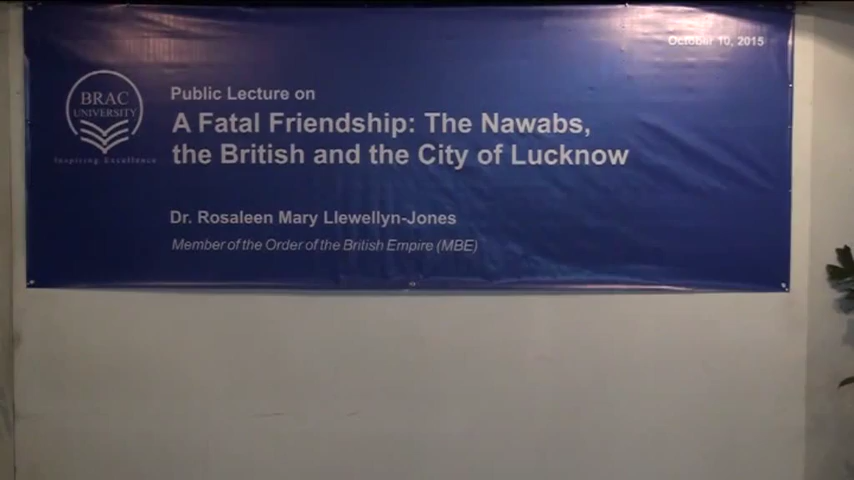 October 10, 2015
BRAC
UNIVERSITY
Inspiring Excellence
Public Lecture on
A Fatal Friendship: The Nawabs,
the British and the City of Lucknow
Dr. Rosaleen Mary Llewellyn-Jones
Member of the Order of the British Empire (MBE)